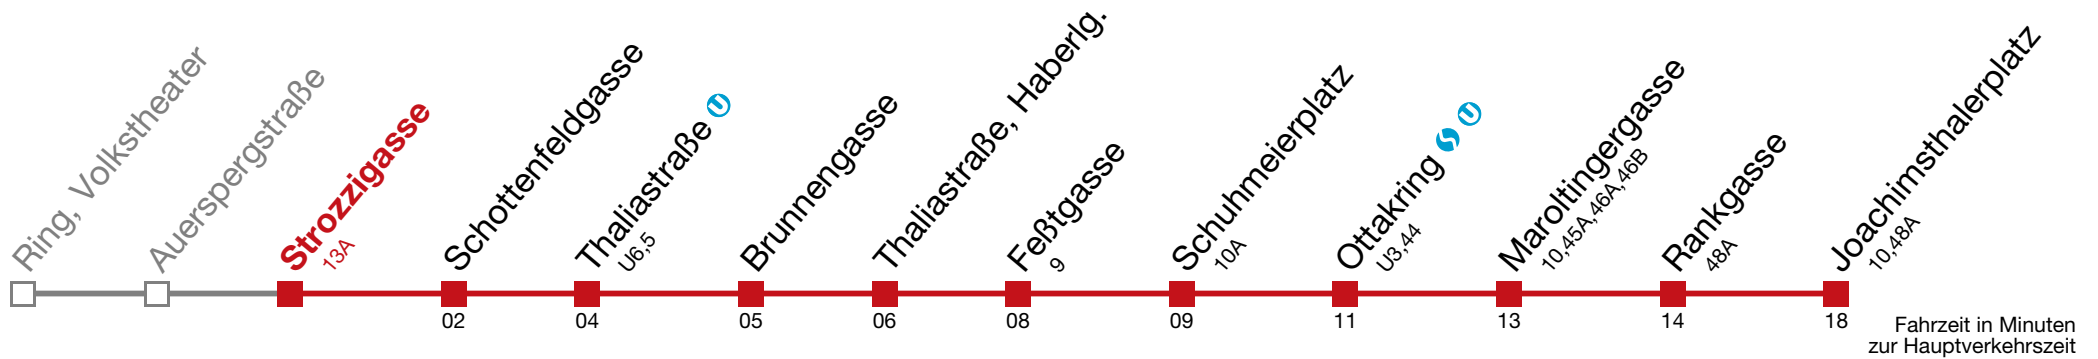 Ring, Volkstheater
Auerspergstraße
Strozzigasse
13A
Schottenfeldgasse
Thaliastraße U
U6,5
Brunnengasse
Thaliastraße, Haberlg.
Feßtgasse
9
Schuhmeierplatz
10A
Ottakring S U
U3,44
Maroltingergasse
10,45A,46A,46B
Rankgasse
48A
Joachimsthalerplatz
10,48A
02 04 05 06 08 09 11 13 14 18
Fahrzeit in Minuten
zur Hauptverkehrszeit